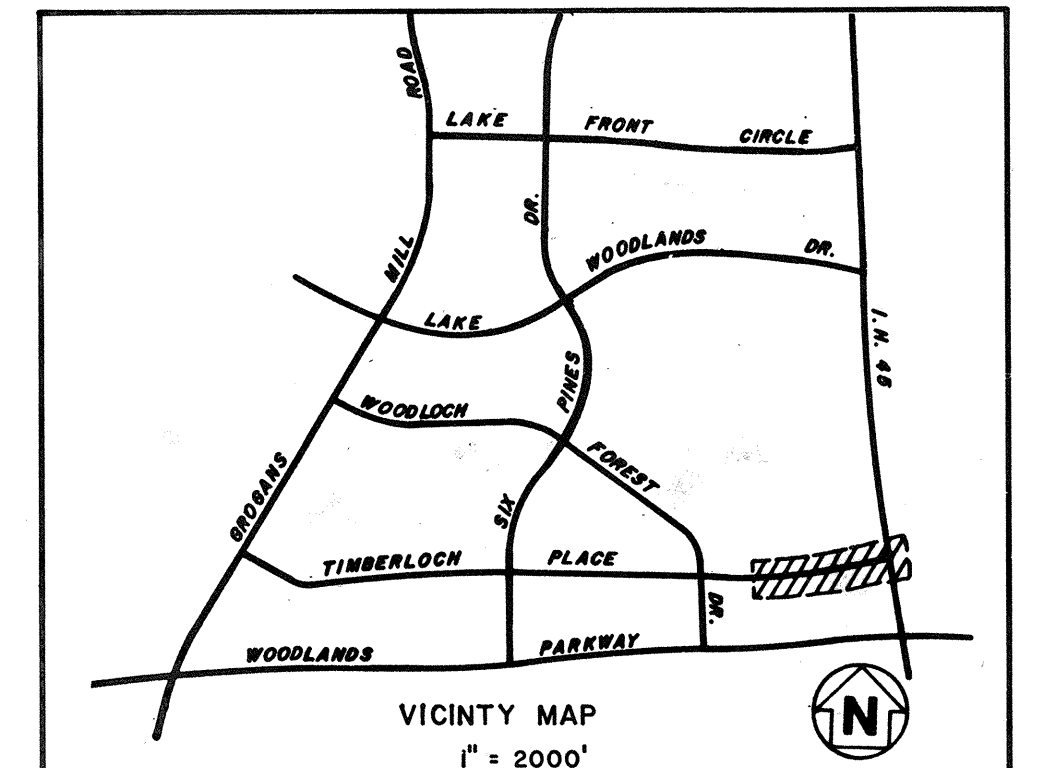 ROAD
LAKE FRONT CIRCLE
DR.
MILL
WOODLANDS DR.
LAKE
I.H. 45
PINES
WOODLOCH
FOREST
GROGANS
SIX
TIMBERLOCH PLACE
DR.
WOODLANDS PARKWAY
N
VICINTY MAP
1" = 2000'